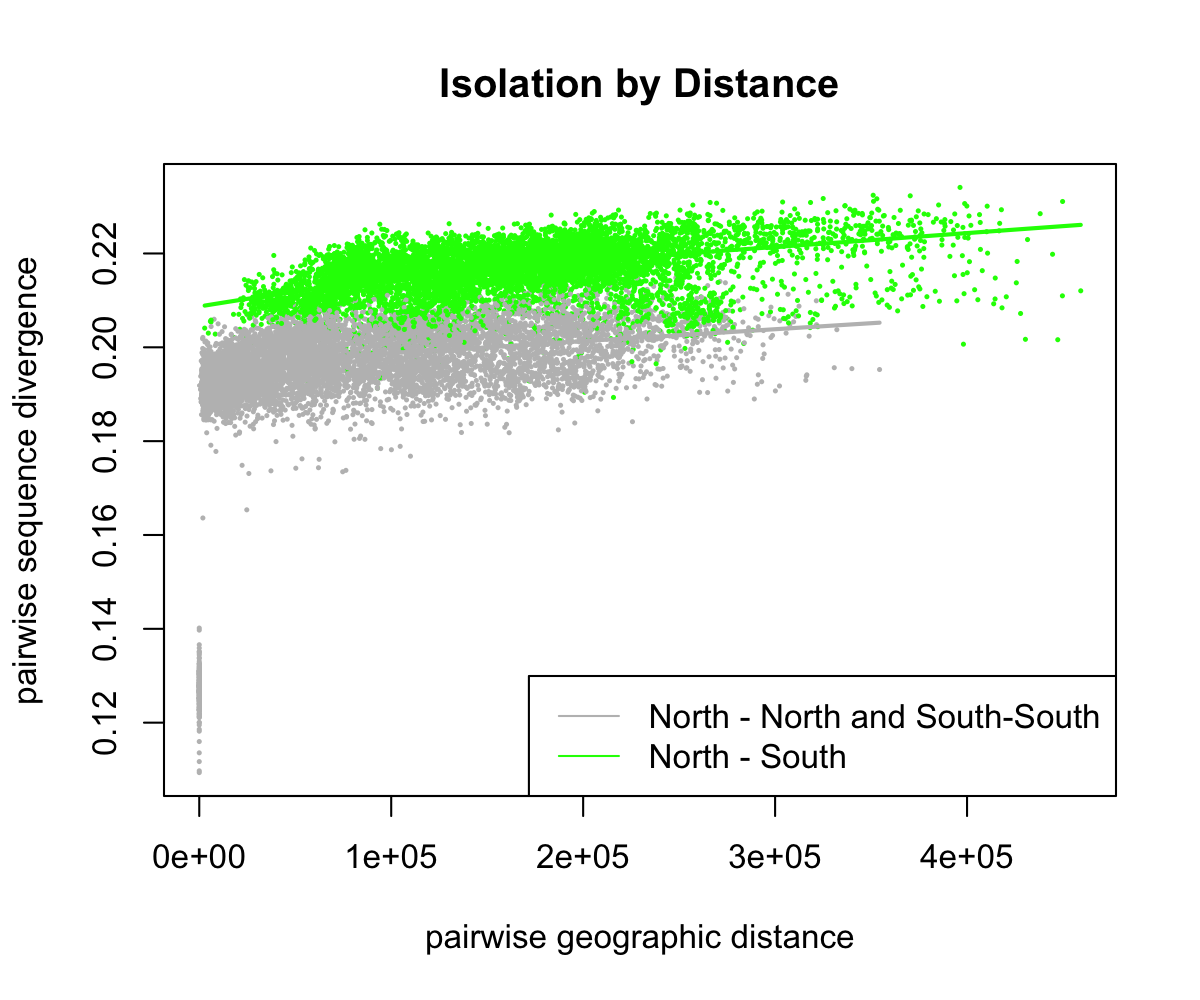 Isolation by Distance
pairwise sequence divergence
0.22
0.20
0.18
0.16
0.14
0.12
North - North and South-South
North - South
0e+00 1e+05 2e+05 3e+05 4e+05
pairwise geographic distance